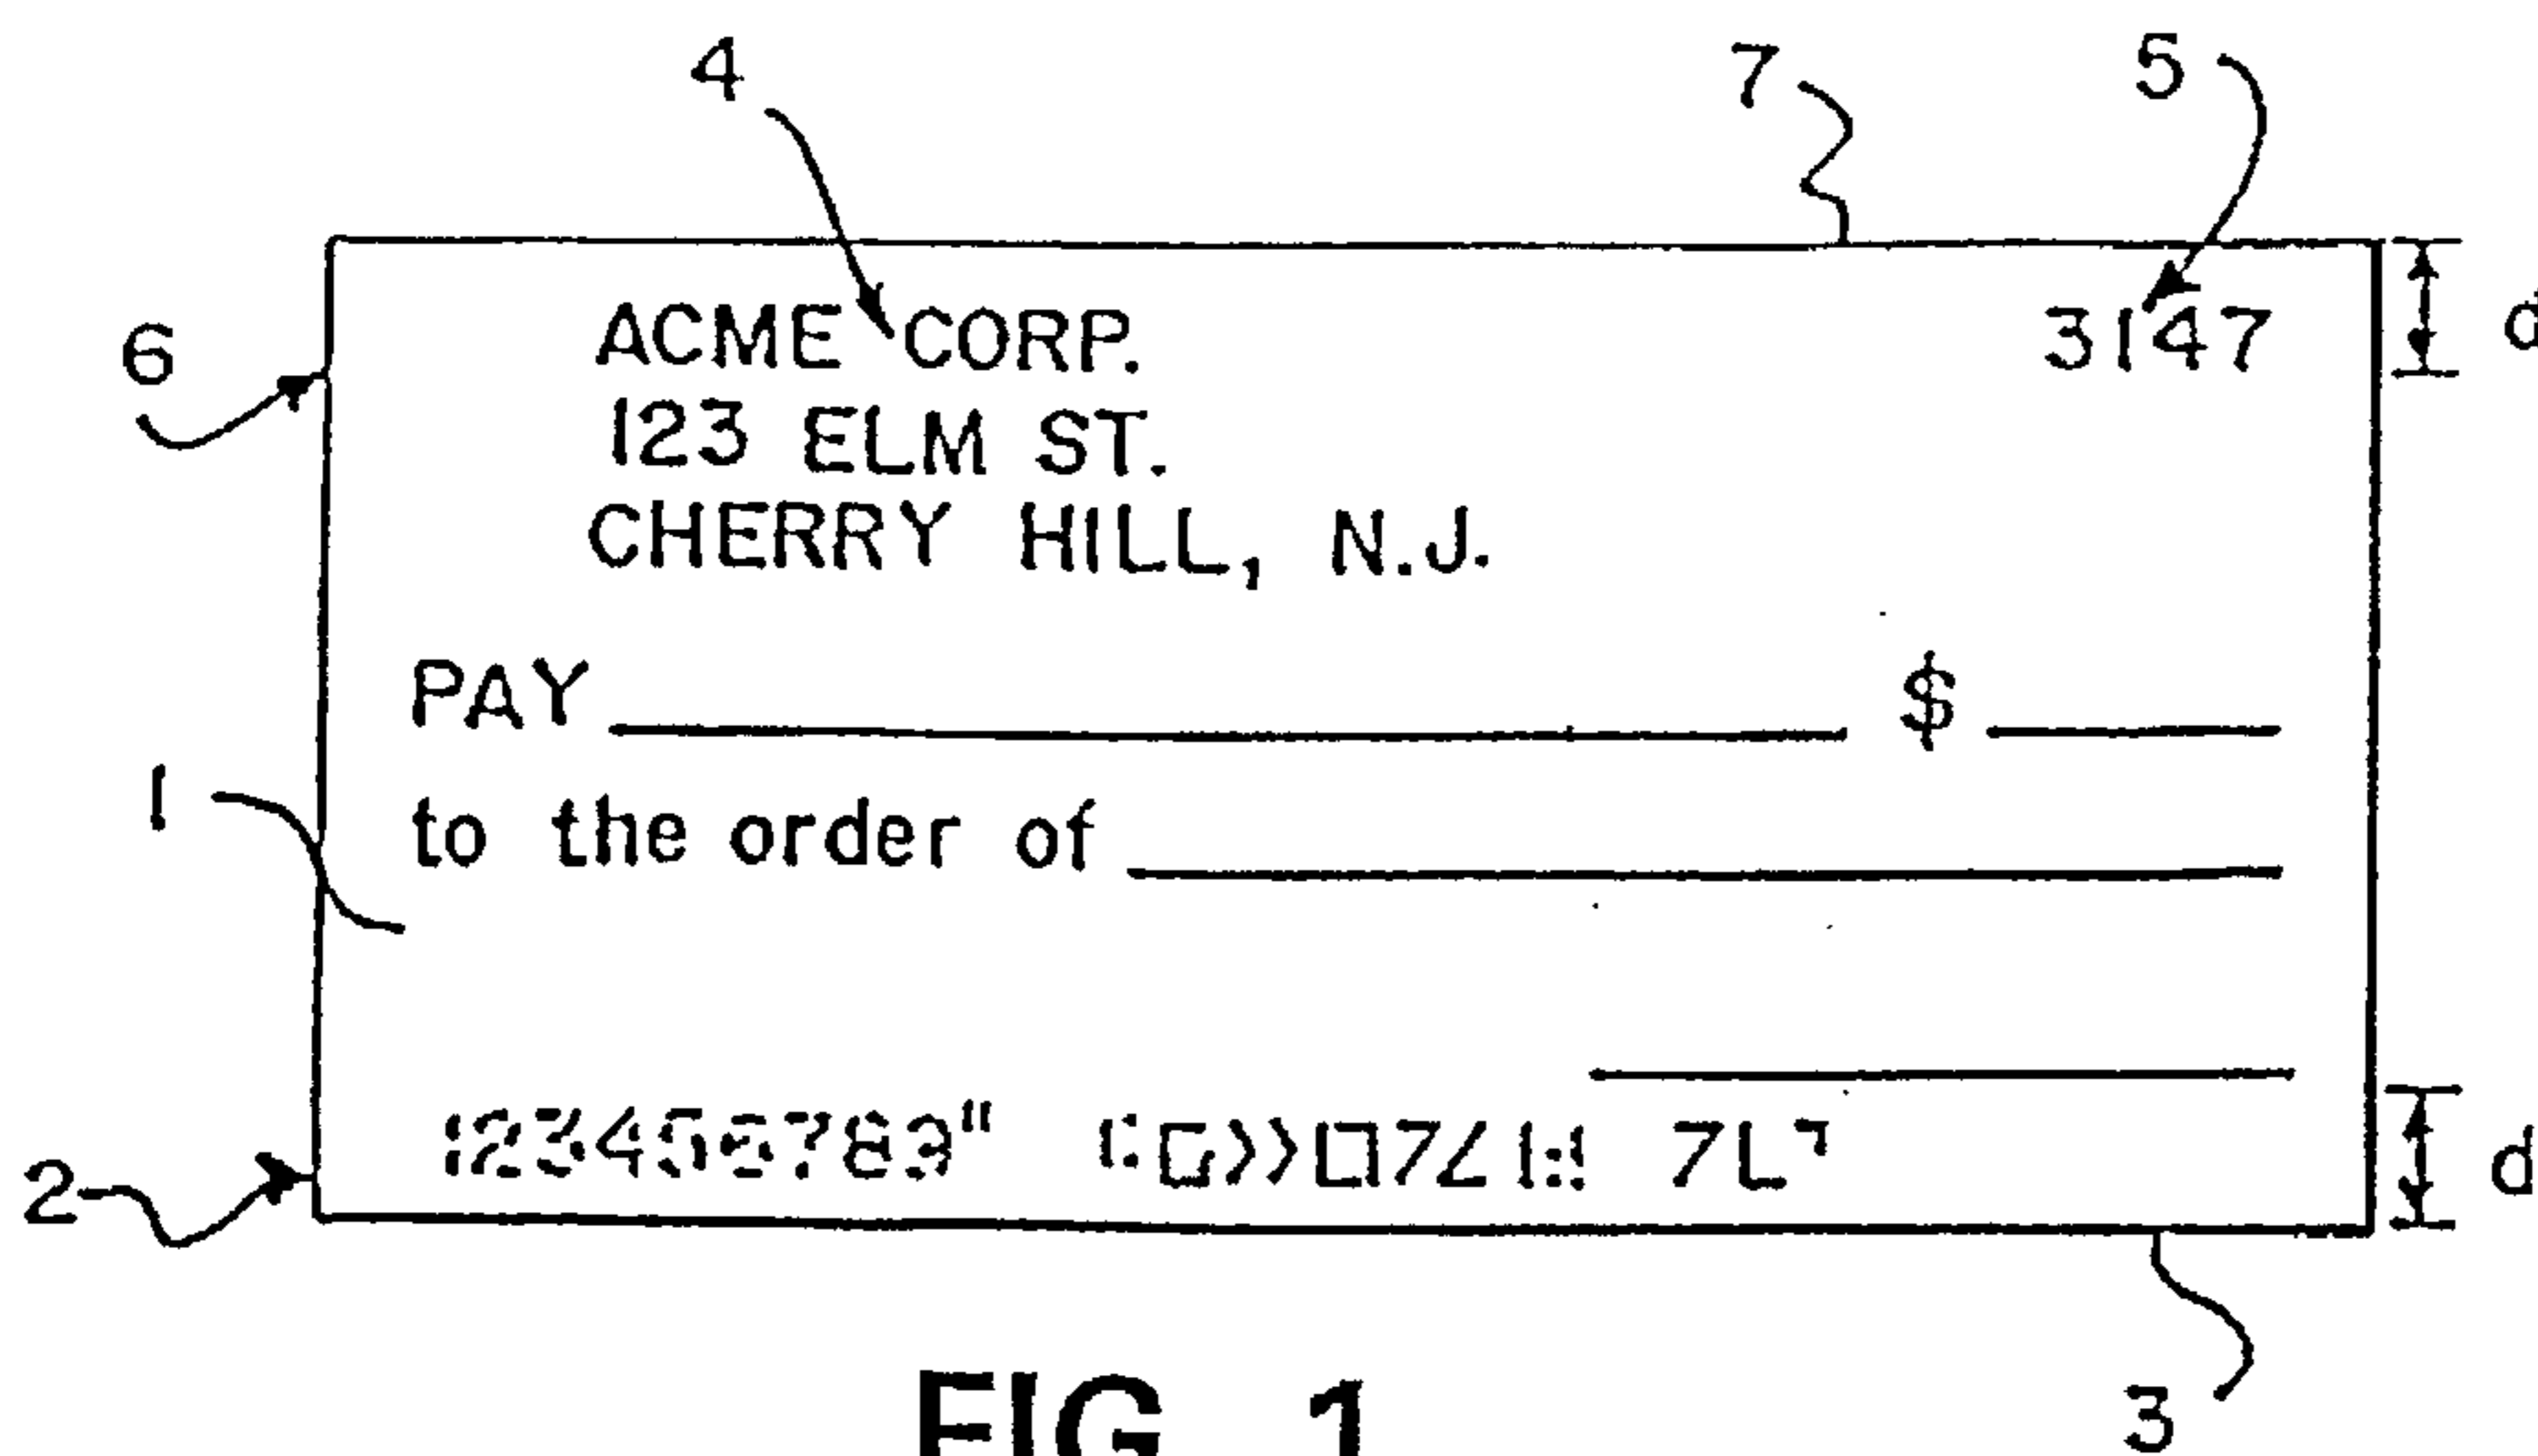 4 7 5
ACME CORP. 3147
d
6
123 ELM ST.
CHERRY HILL, N.J.
PAY $
1
to the order of
123456789"
2
d
3
FIG. 1